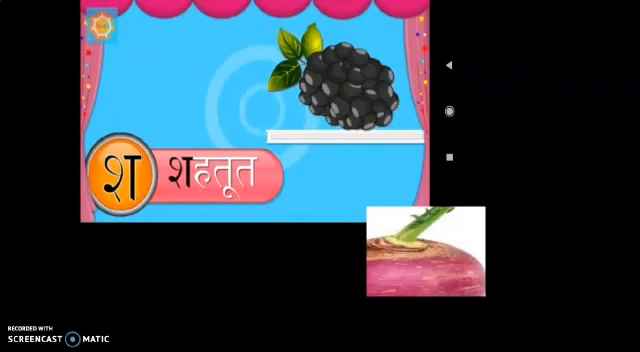 श
शहतूत
RECORDED WITH
SCREENCAST MATIC